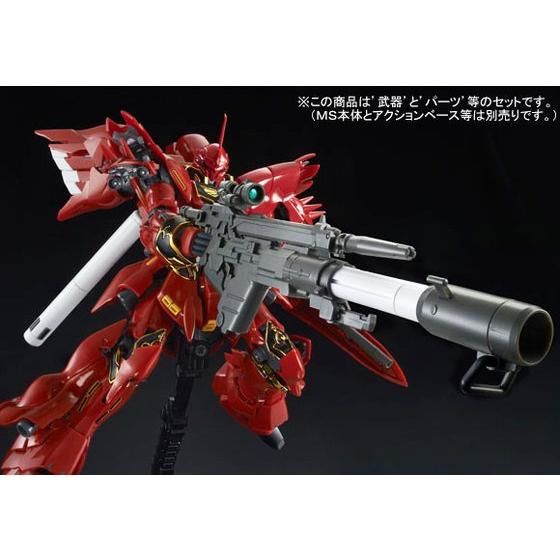 ※この商品は'武器'と'パーツ'等のセットです。
（MS本体とアクションベース等は別売りです。）